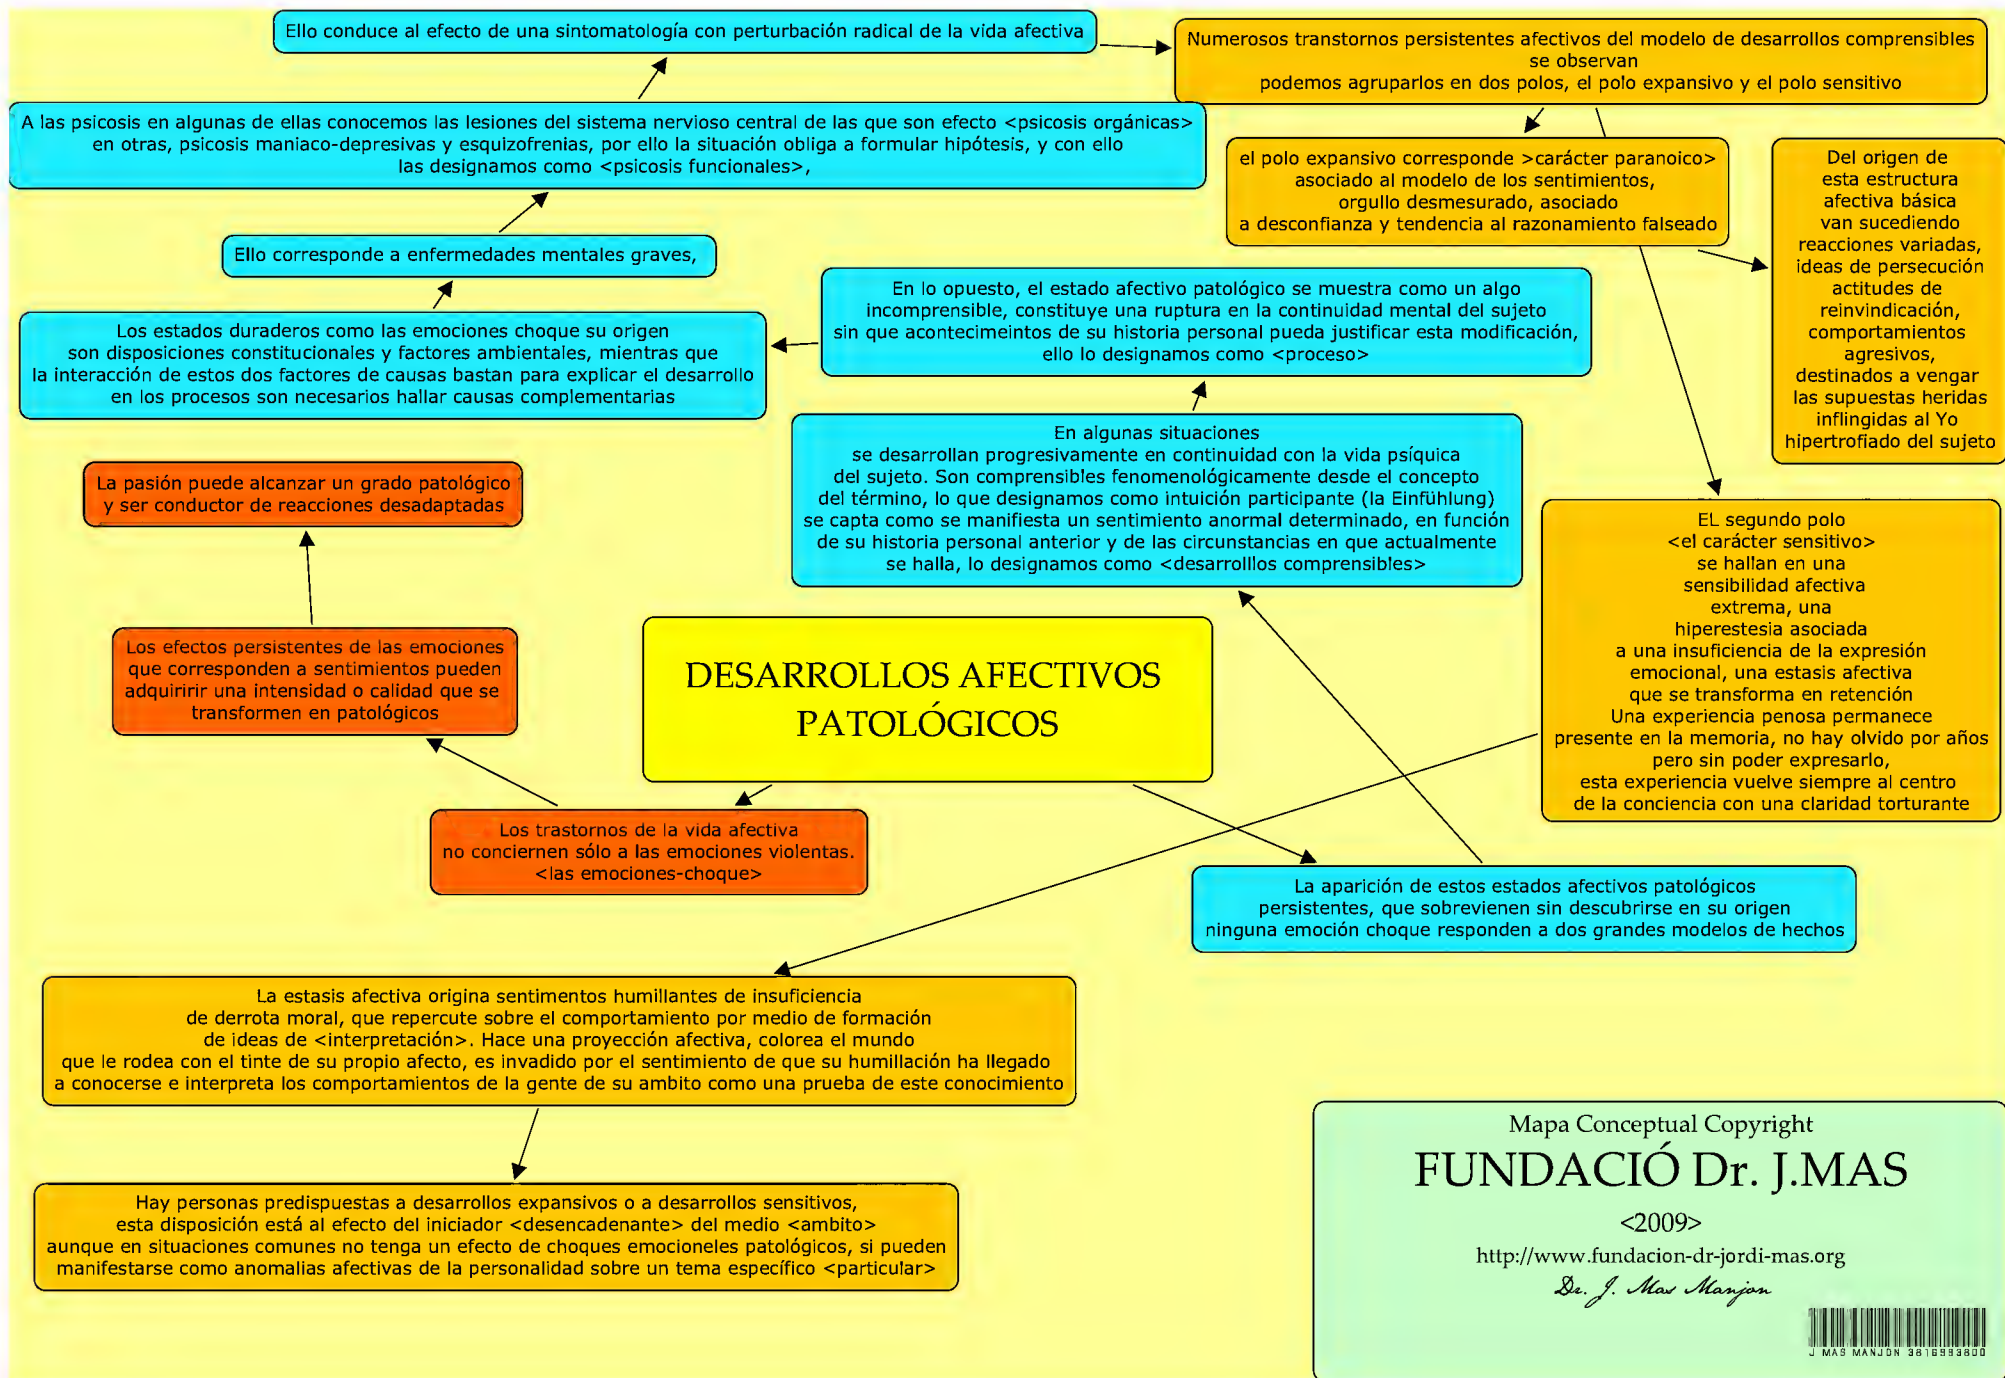 Ello conduce al efecto de una sintomatología con perturbación radical de la vida afectiva
Numerosos transtornos persistentes afectivos del modelo de desarrollos comprensibles
se observan
podemos agruparlos en dos polos, el polo expansivo y el polo sensitivo
A las psicosis en algunas de ellas conocemos las lesiones del sistema nervioso central de las que son efecto <psicosis orgánicas>
en otras, psicosis maniaco-depresivas y esquizofrenias, por ello la situación obliga a formular hipótesis, y con ello
las designamos como <psicosis funcionales>,
el polo expansivo corresponde >carácter paranoico>
asociado al modelo de los sentimientos,
orgullo desmesurado, asociado
a desconfianza y tendencia al razonamiento falseado
Del origen de
esta estructura
afectiva básica
van sucediendo
reacciones variadas,
ideas de persecución
actitudes de
reinvindicación,
comportamientos
agresivos,
destinados a vengar
las supuestas heridas
inflingidas al Yo
hipertrofiado del sujeto
Ello corresponde a enfermedades mentales graves,
En lo opuesto, el estado afectivo patológico se muestra como un algo
incomprensible, constituye una ruptura en la continuidad mental del sujeto
sin que acontecimeintos de su historia personal pueda justificar esta modificación,
ello lo designamos como <proceso>
Los estados duraderos como las emociones choque su origen
son disposiciones constitucionales y factores ambientales, mientras que
la interacción de estos dos factores de causas bastan para explicar el desarrollo
en los procesos son necesarios hallar causas complementarias
En algunas situaciones
se desarrollan progresivamente en continuidad con la vida psíquica
del sujeto. Son comprensibles fenomenológicamente desde el concepto
del término, lo que designamos como intuición participante (la Einfühlung)
se capta como se manifiesta un sentimiento anormal determinado, en función
de su historia personal anterior y de las circunstancias en que actualmente
se halla, lo designamos como <desarrolllos comprensibles>
La pasión puede alcanzar un grado patológico
y ser conductor de reacciones desadaptadas
EL segundo polo
<el carácter sensitivo>
se hallan en una
sensibilidad afectiva
extrema, una
hiperestesia asociada
a una insuficiencia de la expresión
emocional, una estasis afectiva
que se transforma en retención
Una experiencia penosa permanece
presente en la memoria, no hay olvido por años
pero sin poder expresarlo,
esta experiencia vuelve siempre al centro
de la conciencia con una claridad torturante
Los efectos persistentes de las emociones
que corresponden a sentimientos pueden
adquiririr una intensidad o calidad que se
transformen en patológicos
DESARROLLOS AFECTIVOS
PATOLÓGICOS
Los trastornos de la vida afectiva
no conciernen sólo a las emociones violentas.
<las emociones-choque>
La aparición de estos estados afectivos patológicos
persistentes, que sobrevienen sin descubrirse en su origen
ninguna emoción choque responden a dos grandes modelos de hechos
La estasis afectiva origina sentimentos humillantes de insuficiencia
de derrota moral, que repercute sobre el comportamiento por medio de formación
de ideas de <interpretación>. Hace una proyección afectiva, colorea el mundo
que le rodea con el tinte de su propio afecto, es invadido por el sentimiento de que su humillación ha llegado
a conocerse e interpreta los comportamientos de la gente de su ambito como una prueba de este conocimiento
Hay personas predispuestas a desarrollos expansivos o a desarrollos sensitivos,
esta disposición está al efecto del iniciador <desencadenante> del medio <ambito>
aunque en situaciones comunes no tenga un efecto de choques emocioneles patológicos, si pueden
manifestarse como anomalias afectivas de la personalidad sobre un tema específico <particular>
Mapa Conceptual Copyright
FUNDACIÓ Dr. J.MAS
<2009>
http://www.fundacion-dr-jordi-mas.org
Dr. J. Mas Manjon
J MAS MANJON 3816993800